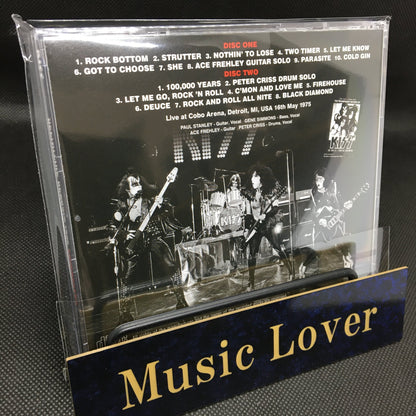 DISC ONE
1. ROCK BOTTOM 2. STRUTTER 3. NOTHIN' TO LOSE 4. TWO TIMER 5. LET ME KNOW
6. GOT TO CHOOSE 7. SHE 8. ACE FREHLEY GUITAR SOLO 9. PARASITE 10. COLD GIN
DISC TWO
1. 100,000 YEARS 2. PETER CRISS DRUM SOLO
3. LET ME GO, ROCK 'N ROLL 4. C'MON AND LOVE ME 5. FIREHOUSE
6. DEUCE 7. ROCK AND ROLL ALL NITE 8. BLACK DIAMOND
Live at Cobo Arena, Detroit, MI, USA 16th May 1975
PAUL STANLEY - Guitar, Vocal GENE SIMMONS - Bass, Vocal
ACE FREHLEY - Guitar PETER CRISS - Drums, Vocal
KISS
KISS
Music Lover